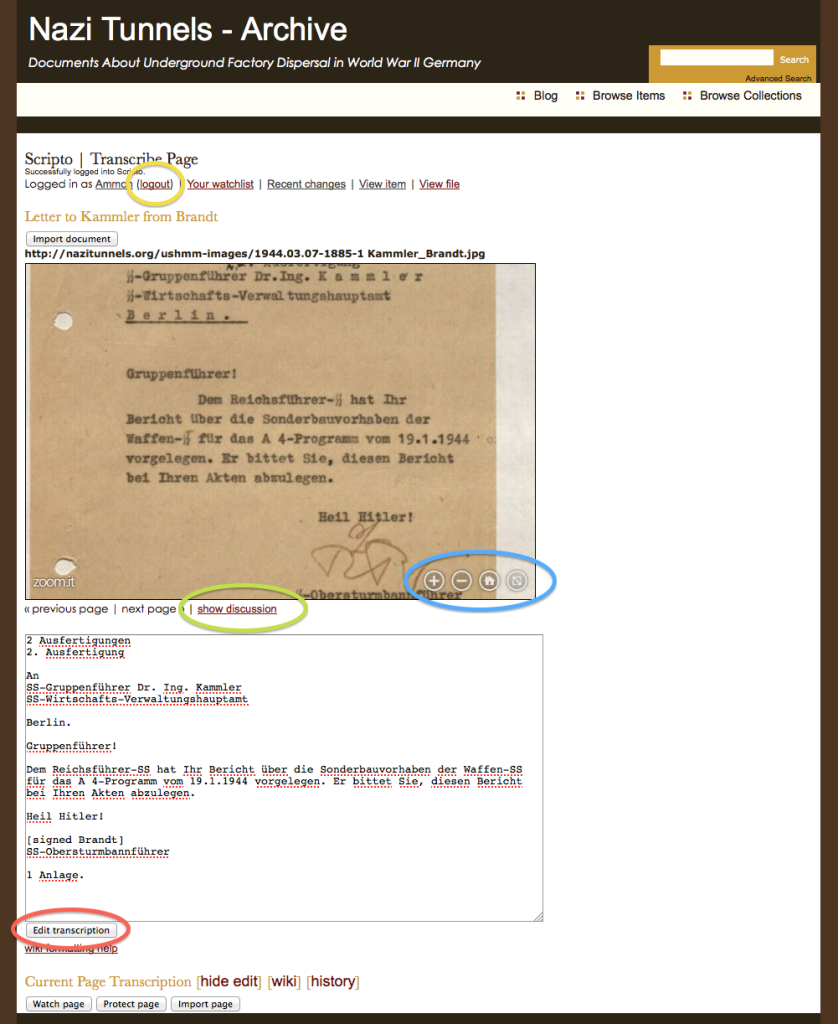 Nazi Tunnels - Archive
Documents About Underground Factory Dispersal in World War II Germany
Search
Advanced Search
Blog Browse Items Browse Collections
Scripto | Transcribe Page
Successfully logged into Scripto.
Logged in as Ammon (logout) | Your watchlist | Recent changes | View item | View file
Letter to Kammler from Brandt
Import document
http://nazitunnels.org/ushmm-images/1944.03.07-1885-1 Kammler_Brandt.jpg
SS-Gruppenführer Dr.Ing. K a m m l e r
SS-Wirtschafts-Verwaltungshauptamt
B e r l i n .
Gruppenführer!
Dem Reichsführer-SS hat Ihr
Bericht über die Sonderbauvorhaben der
Waffen-SS für das A 4-Programm vom 19.1.1944
vorgelegen. Er bittet Sie, diesen Bericht
bei Ihren Akten abzulegen.
Heil Hitler!
SS-Obersturmbannführer
zoom.it
« previous page | next page » | show discussion
2 Ausfertigungen
2. Ausfertigung
An
SS-Gruppenführer Dr. Ing. Kammler
SS-Wirtschafts-Verwaltungshauptamt
Berlin.
Gruppenführer!
Dem Reichsführer-SS hat Ihr Bericht über die Sonderbauvorhaben der Waffen-SS
für das A 4-Programm vom 19.1.1944 vorgelegen. Er bittet Sie, diesen Bericht
bei Ihren Akten abzulegen.
Heil Hitler!
[signed Brandt]
SS-Obersturmbannführer
1 Anlage.
Edit transcription
wiki formatting help
Current Page Transcription [hide edit] [wiki] [history]
Watch page Protect page Import page